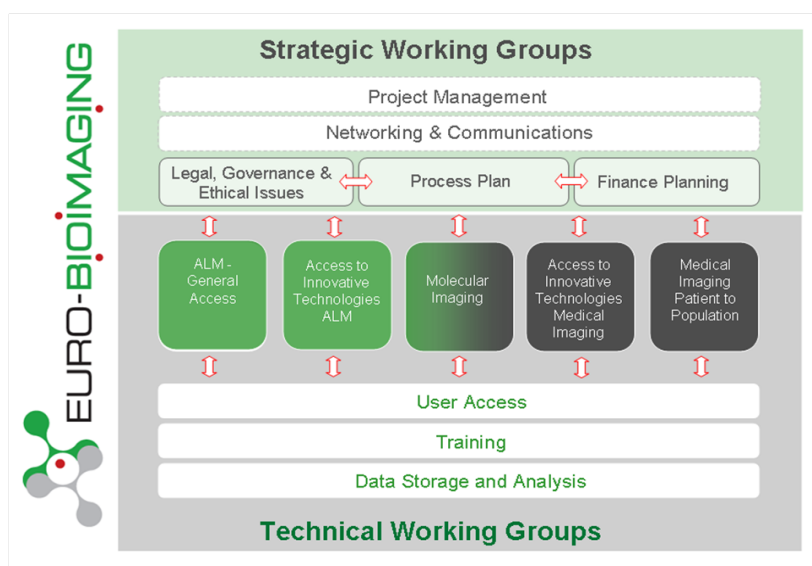 EURO-BIOIMAGING
Strategic Working Groups
Project Management
Networking & Communications
Legal, Governance &
Ethical Issues
Process Plan
Finance Planning
ALM -
General
Access
Access to
Innovative
Technologies
ALM
Molecular
Imaging
Access to
Innovative
Technologies
Medical
Imaging
Medical
Imaging
Patient to
Population
User Access
Training
Data Storage and Analysis
Technical Working Groups